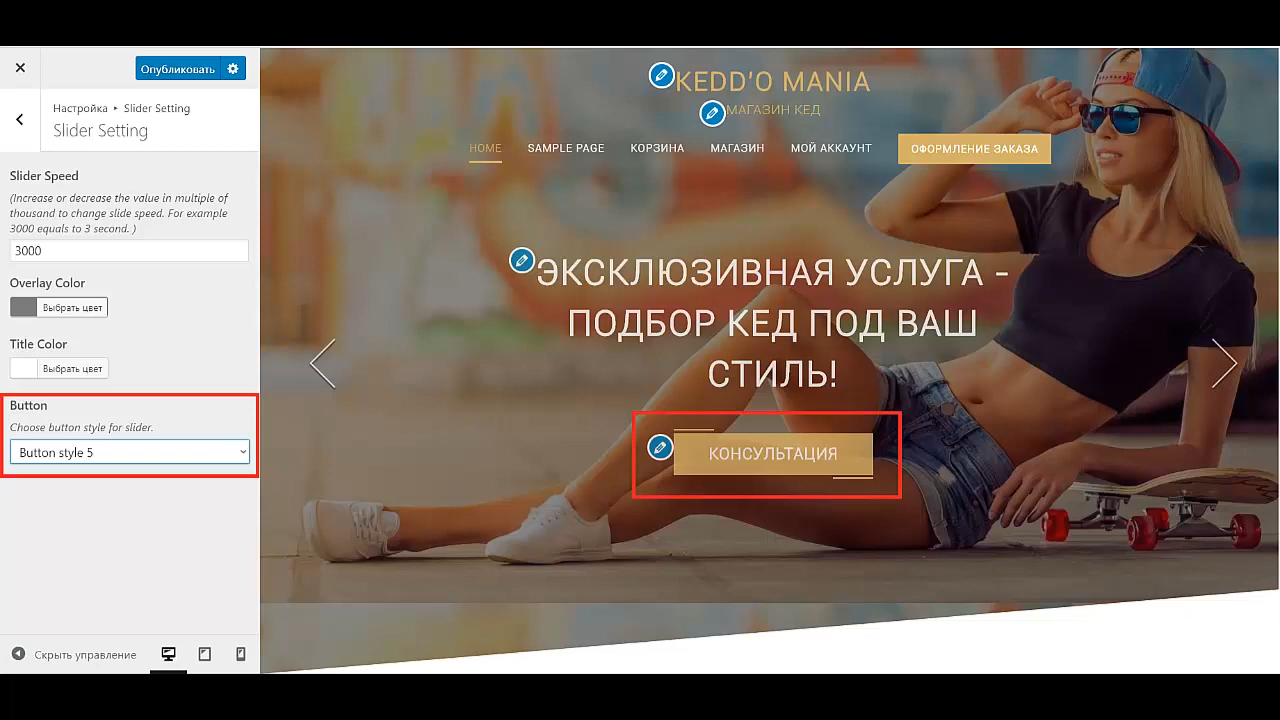 Опубликовать
Настройка ▸ Slider Setting
Slider Setting
Slider Speed
(Increase or decrease the value in multiple of
thousand to change slide speed. For example
3000 equals to 3 second. )
3000
Overlay Color
Выбрать цвет
Title Color
Выбрать цвет
Button
Choose button style for slider.
Button style 5
Скрыть управление
KEDD'O MANIA
МАГАЗИН КЕД
HOME SAMPLE PAGE КОРЗИНА МАГАЗИН МОЙ АККАУНТ ОФОРМЛЕНИЕ ЗАКАЗА
ЭКСКЛЮЗИВНАЯ УСЛУГА -
ПОДБОР КЕД ПОД ВАШ
СТИЛЬ!
КОНСУЛЬТАЦИЯ